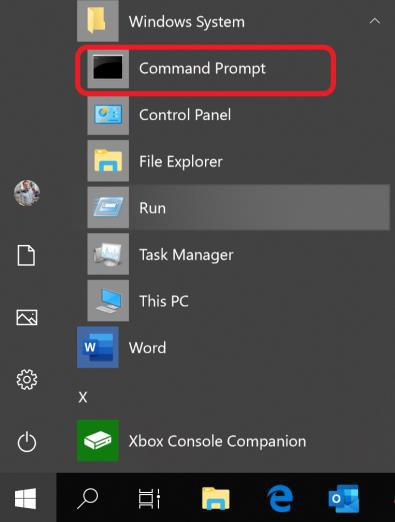 Windows System
Command Prompt
Control Panel
File Explorer
Run
Task Manager
This PC
W
Word
X
Xbox Console Companion